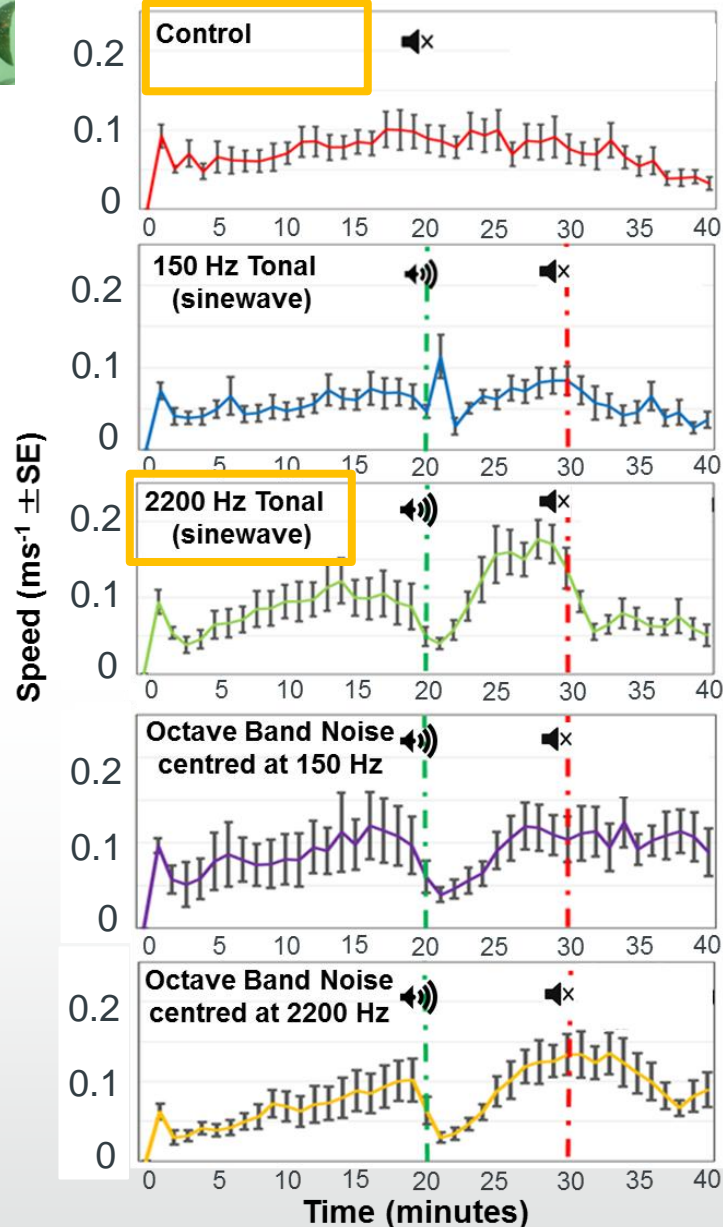 Control
0.2
0.1
0
0 5 10 15 20 25 30 35 40
150 Hz Tonal
(sinewave)
0.2
0.1
0
0 5 10 15 20 25 30 35 40
2200 Hz Tonal
(sinewave)
0.2
0.1
0
0 5 10 15 20 25 30 35 40
Octave Band Noise
centred at 150 Hz
0.2
0.1
0
0 5 10 15 20 25 30 35 40
Octave Band Noise
centred at 2200 Hz
0.2
0.1
0
0 5 10 15 20 25 30 35 40
Speed (ms⁻¹ ±SE)
Time (minutes)